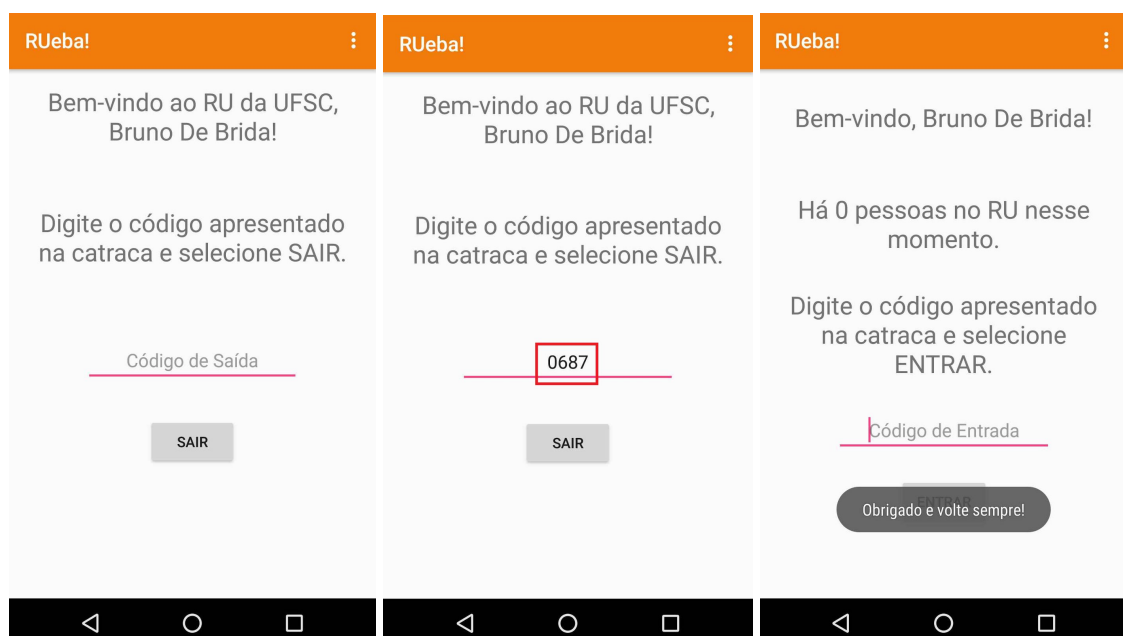 RUeba!
Bem-vindo ao RU da UFSC,
Bruno De Brida!
Digite o código apresentado
na catraca e selecione SAIR.
Código de Saída
SAIR
RUeba!
Bem-vindo ao RU da UFSC,
Bruno De Brida!
Digite o código apresentado
na catraca e selecione SAIR.
0687
SAIR
RUeba!
Bem-vindo, Bruno De Brida!
Há 0 pessoas no RU nesse
momento.
Digite o código apresentado
na catraca e selecione
ENTRAR.
Código de Entrada
ENTRAR
Obrigado e volte sempre!